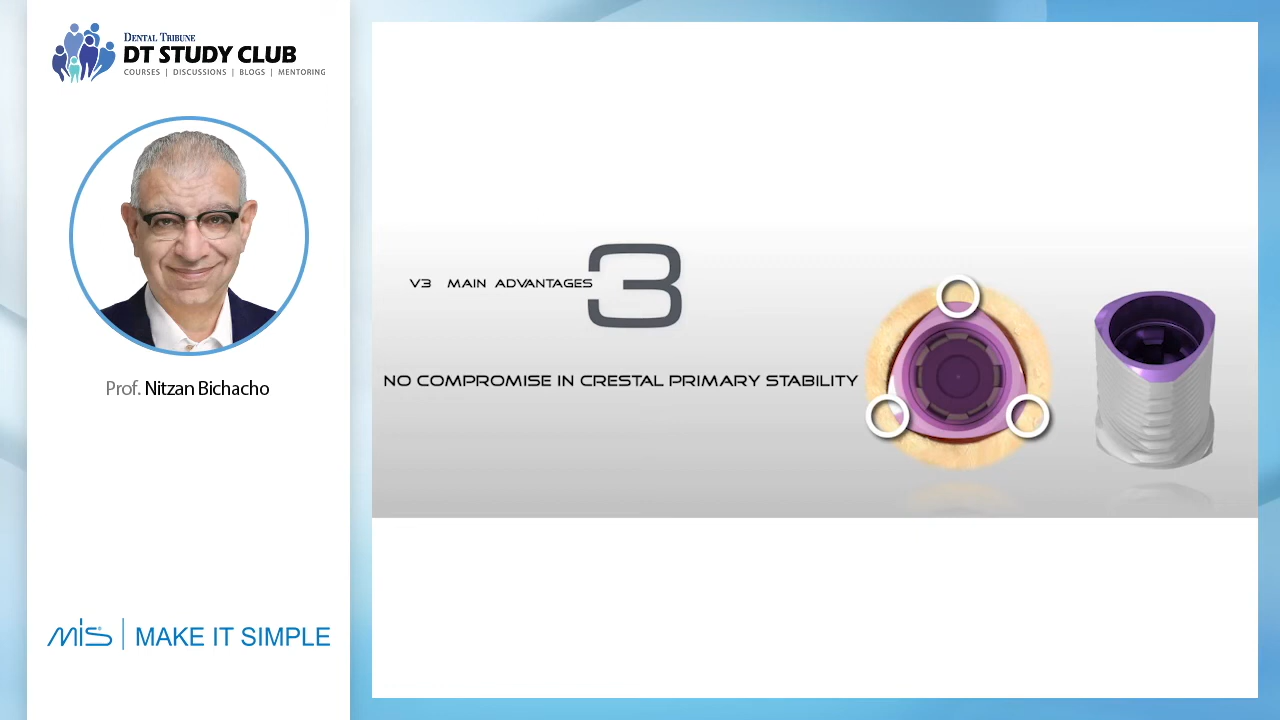 DENTAL TRIBUNE
DT STUDY CLUB
COURSES | DISCUSSIONS | BLOGS | MENTORING
Prof. Nitzan Bichacho
mis® | MAKE IT SIMPLE
V3 MAIN ADVANTAGES 3
NO COMPROMISE IN CRESTAL PRIMARY STABILITY